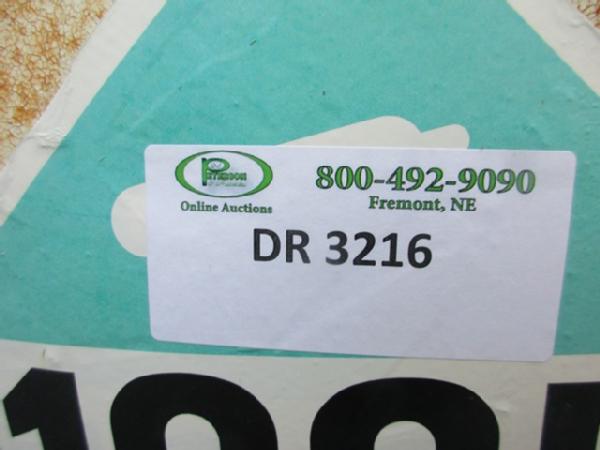 800-492-9090
Online Auctions
Fremont, NE
DR 3216